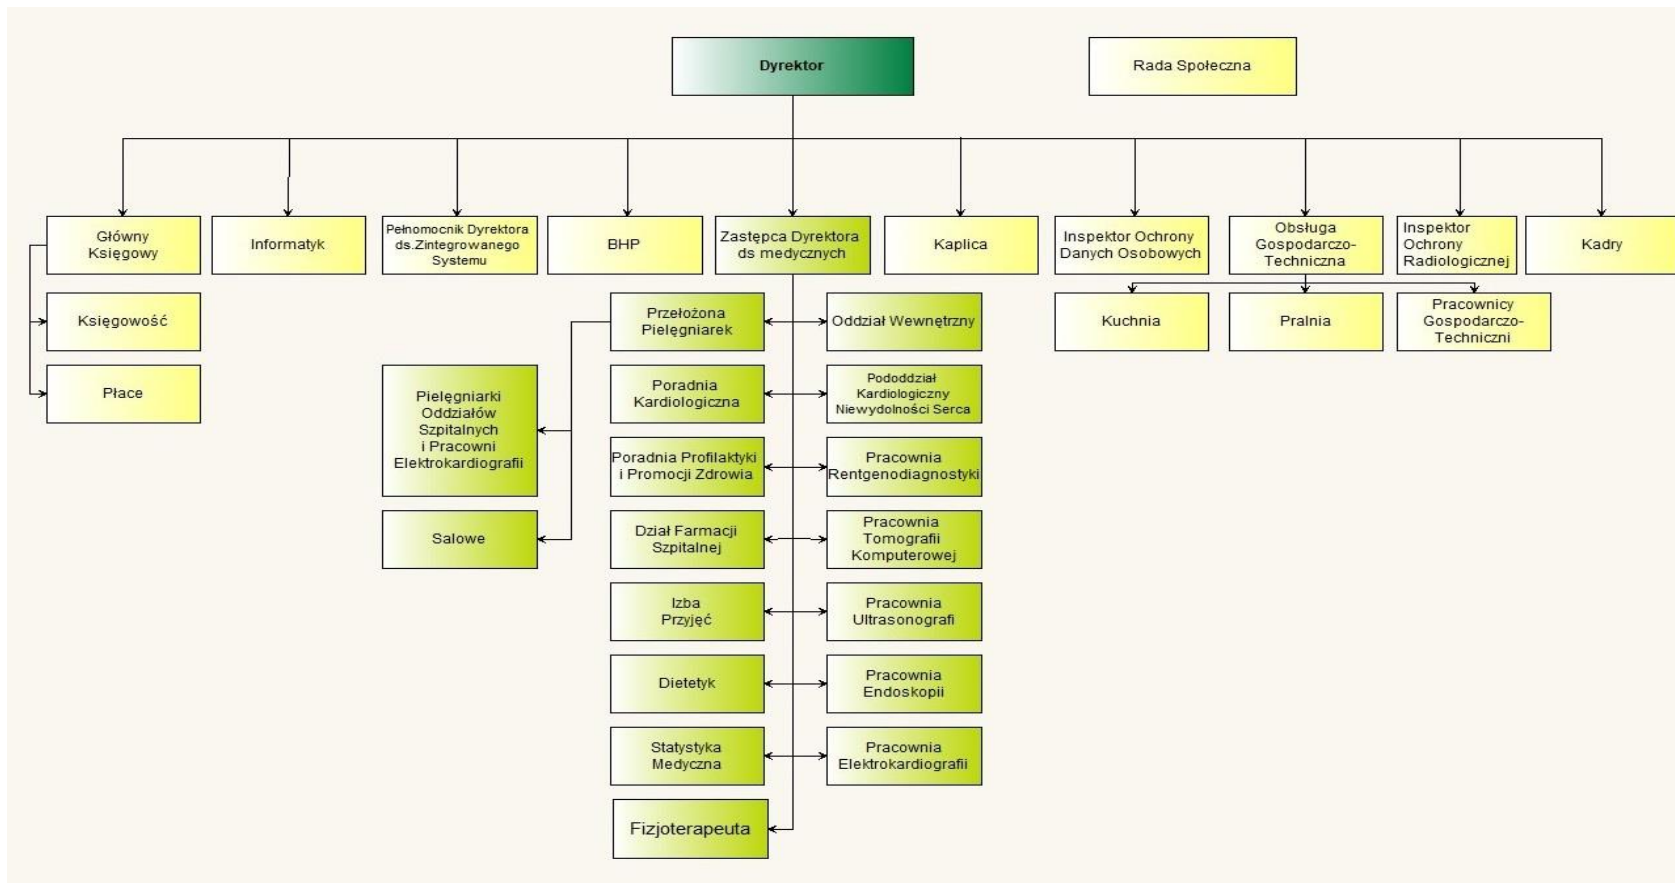 Dyrektor
Rada Społeczna
Główny
Księgowy
Informatyk
Pełnomocnik Dyrektora
ds.Zintegrowanego
Systemu
BHP
Zastępca Dyrektora
ds medycznych
Kaplica
Inspektor Ochrony
Danych Osobowych
Obsługa
Gospodarczo-
Techniczna
Inspektor
Ochrony
Radiologicznej
Kadry
Księgowość
Przełożona
Pielęgniarek
Oddział Wewnętrzny
Kuchnia
Pralnia
Pracownicy
Gospodarczo-
Techniczni
Płace
Pielęgniarki
Oddziałów
Szpitalnych
i Pracowni
Elektrokardiografii
Poradnia
Kardiologiczna
Pododdział
Kardiologiczny
Niewydolności Serca
Poradnia Profilaktyki
i Promocji Zdrowia
Pracownia
Rentgenodiagnostyki
Salowe
Dział Farmacji
Szpitalnej
Pracownia
Tomografii
Komputerowej
Izba
Przyjęć
Pracownia
Ultrasonografi
Dietetyk
Pracownia
Endoskopii
Statystyka
Medyczna
Pracownia
Elektrokardiografii
Fizjoterapeuta